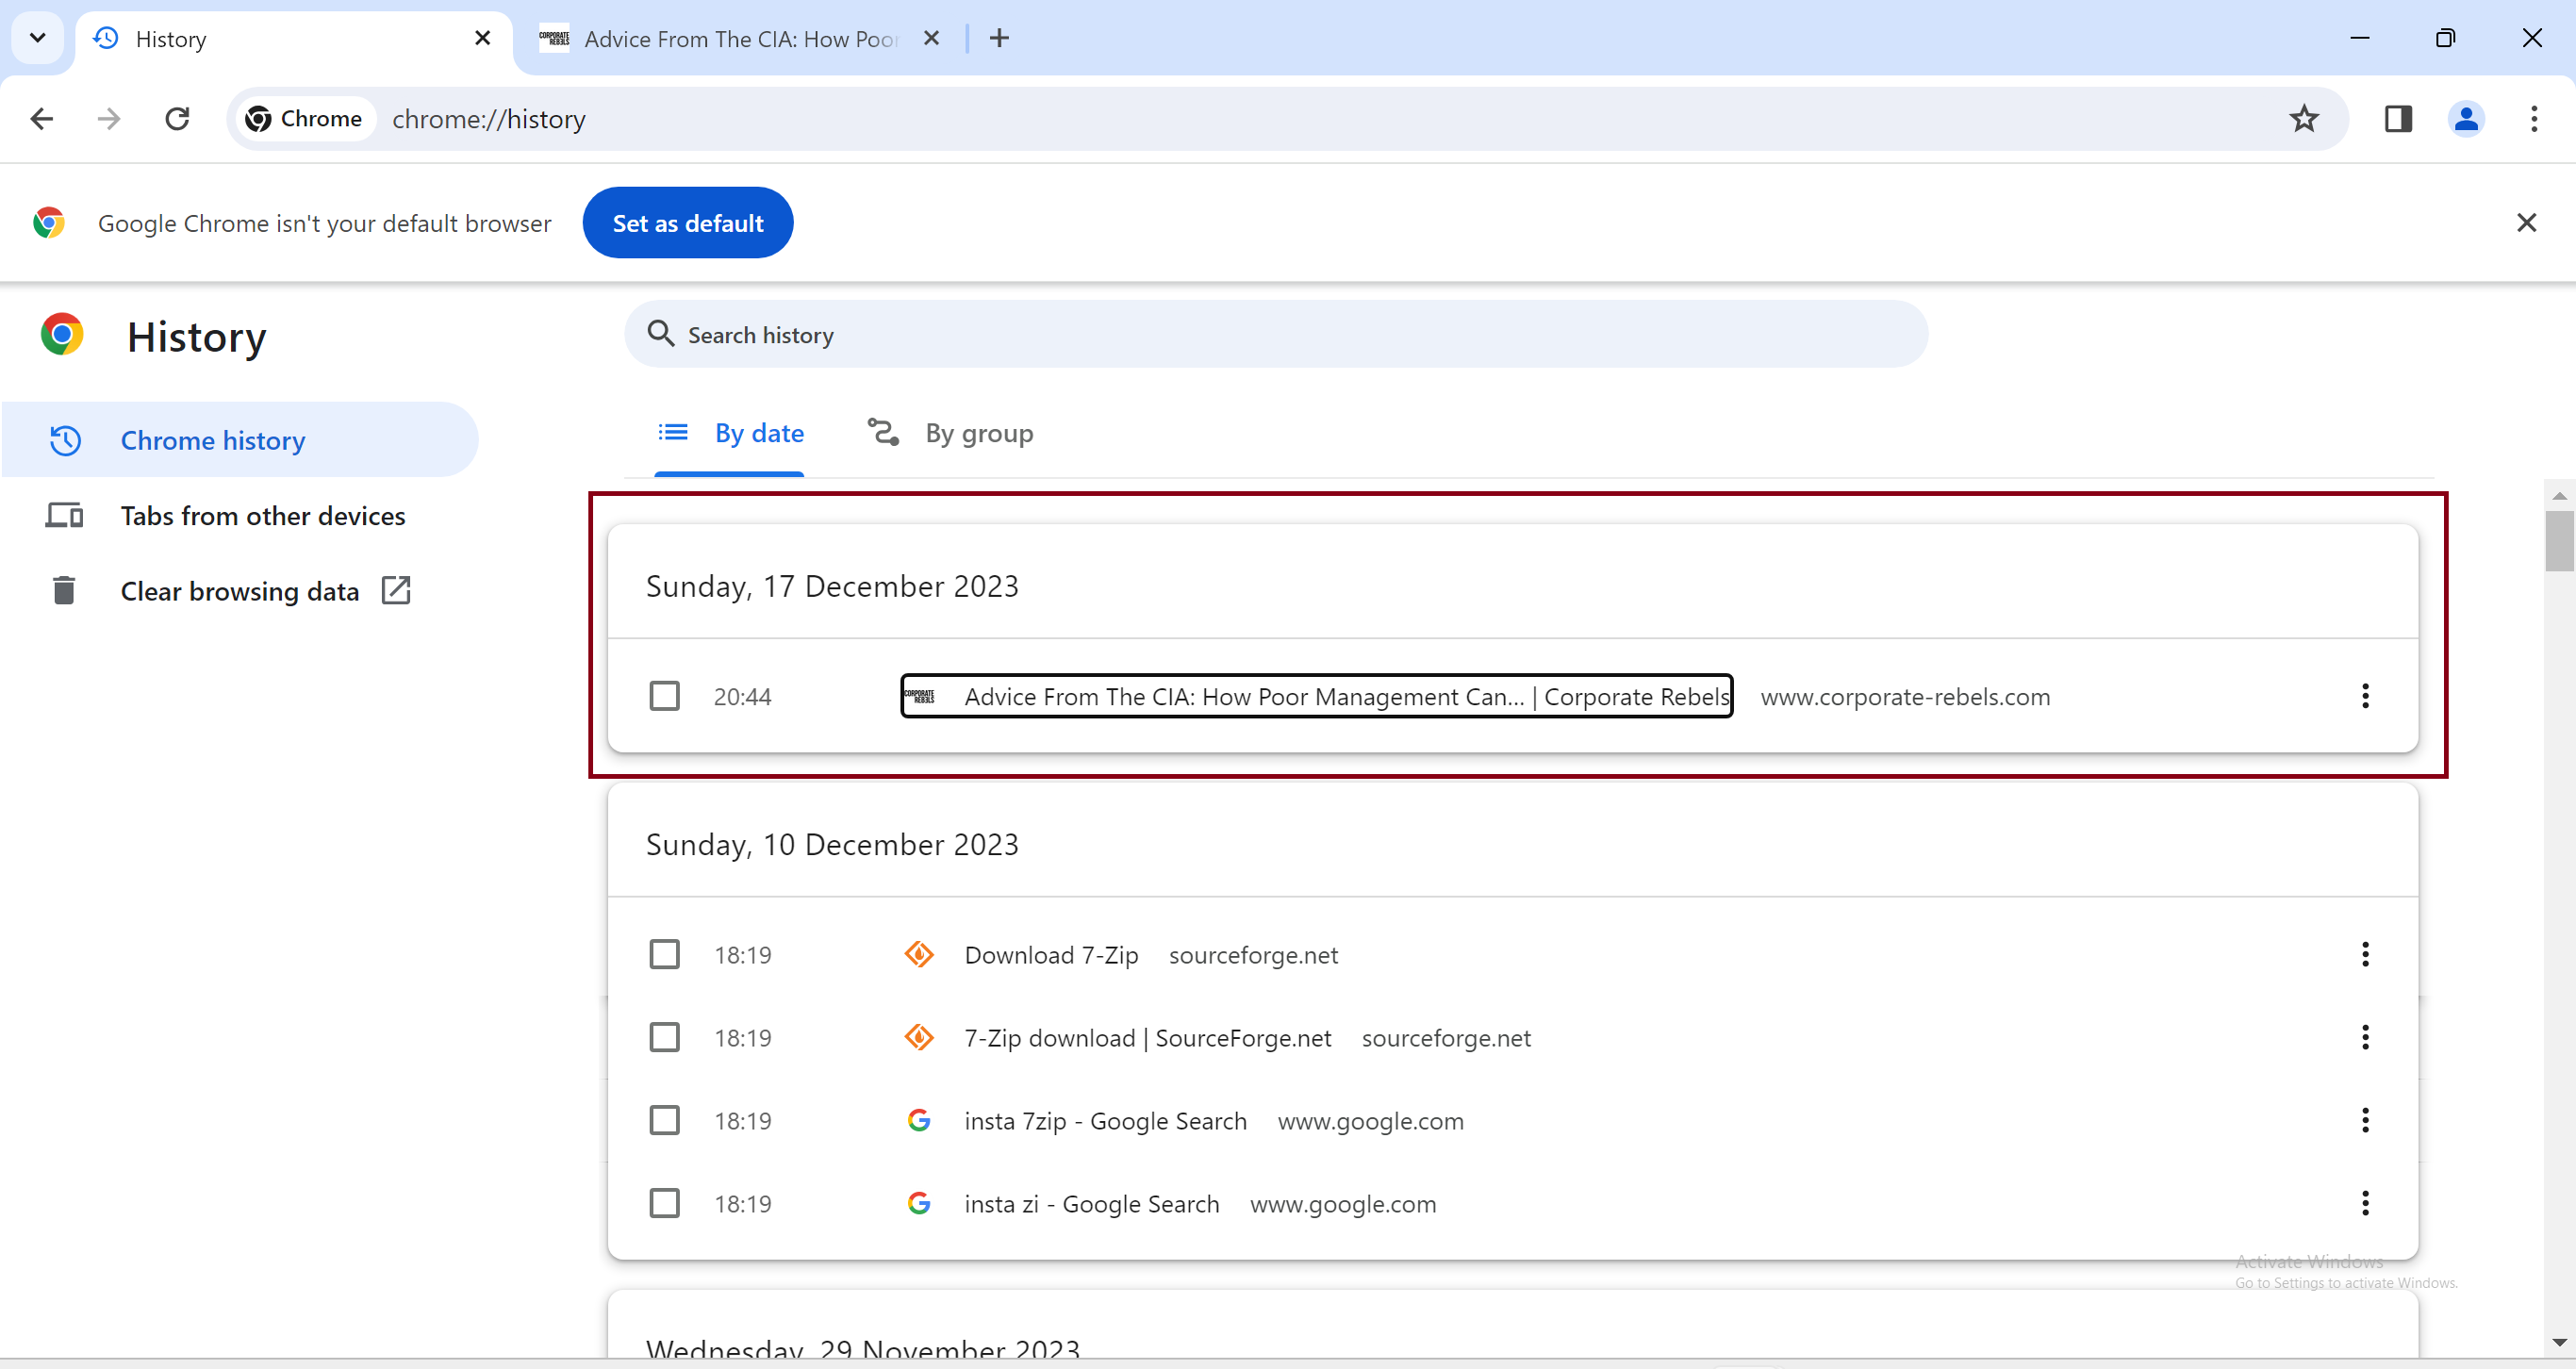 History
CORPORATE REBELS
Advice From The CIA: How Poor
Chrome
chrome://history
Google Chrome isn't your default browser
Set as default
History
Search history
Chrome history
Tabs from other devices
Clear browsing data
By date
By group
Sunday, 17 December 2023
20:44 CORPORATE REBELS Advice From The CIA: How Poor Management Can... | Corporate Rebels www.corporate-rebels.com
Sunday, 10 December 2023
18:19 Download 7-Zip sourceforge.net
18:19 7-Zip download | SourceForge.net sourceforge.net
18:19 insta 7zip - Google Search www.google.com
18:19 insta zi - Google Search www.google.com
Activate Windows
Go to Settings to activate Windows.
Wednesday, 29 November 2023